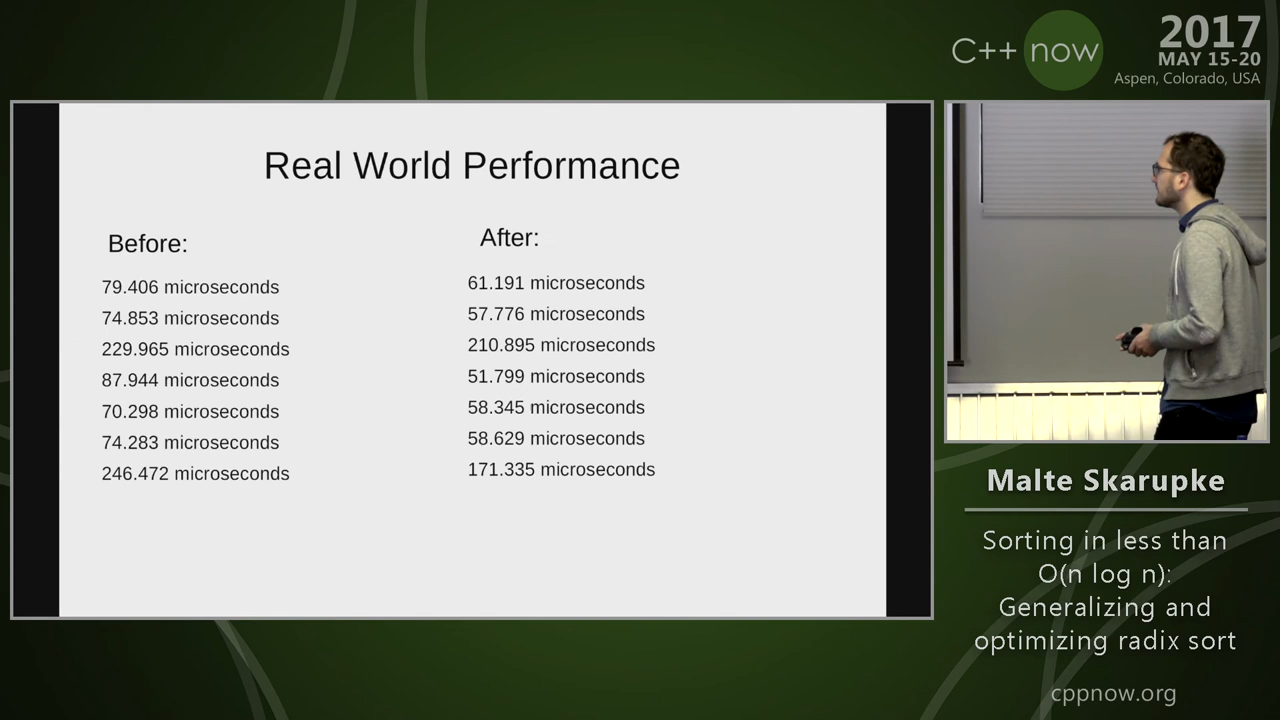 C++ now
2017
MAY 15-20
Aspen, Colorado, USA
Real World Performance
Before:
79.406 microseconds
74.853 microseconds
229.965 microseconds
87.944 microseconds
70.298 microseconds
74.283 microseconds
246.472 microseconds
After:
61.191 microseconds
57.776 microseconds
210.895 microseconds
51.799 microseconds
58.345 microseconds
58.629 microseconds
171.335 microseconds
Malte Skarupke
Sorting in less than
O(n log n):
Generalizing and
optimizing radix sort
cppnow.org